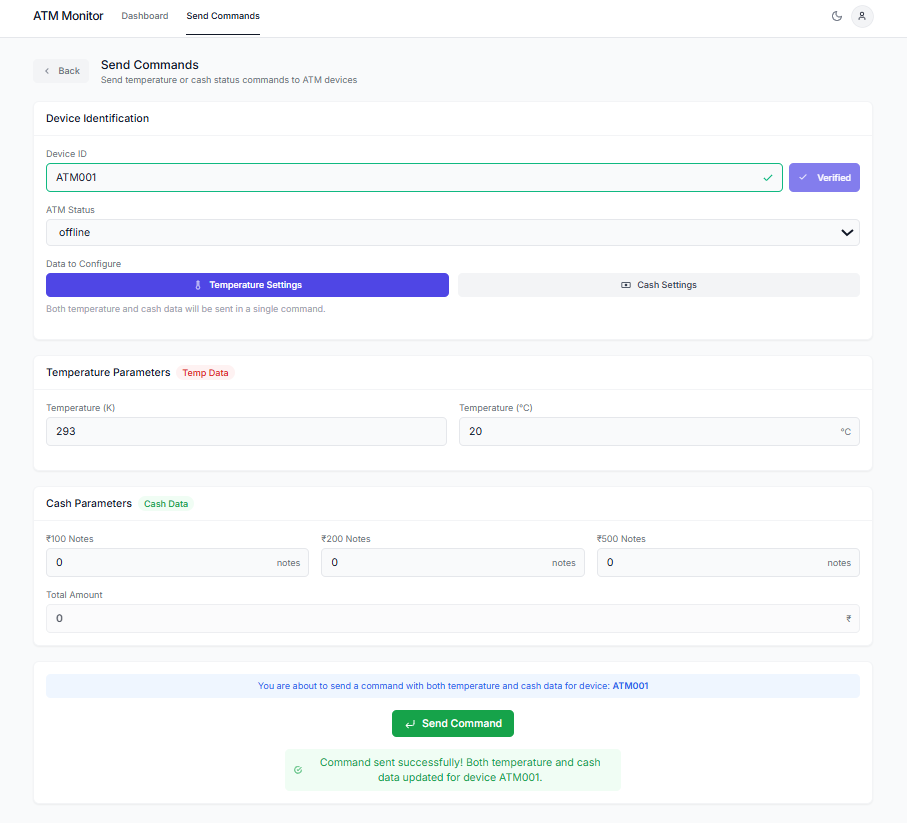 ATM Monitor Dashboard Send Commands
Back
Send Commands
Send temperature or cash status commands to ATM devices
Device Identification
Device ID
ATM001
Verified
ATM Status
offline
Data to Configure
Temperature Settings Cash Settings
Both temperature and cash data will be sent in a single command.
Temperature Parameters Temp Data
Temperature (K) Temperature (°C)
293 20 °C
Cash Parameters Cash Data
₹100 Notes ₹200 Notes ₹500 Notes
0 notes 0 notes 0 notes
Total Amount
0 ₹
You are about to send a command with both temperature and cash data for device: ATM001
Send Command
Command sent successfully! Both temperature and cash
data updated for device ATM001.